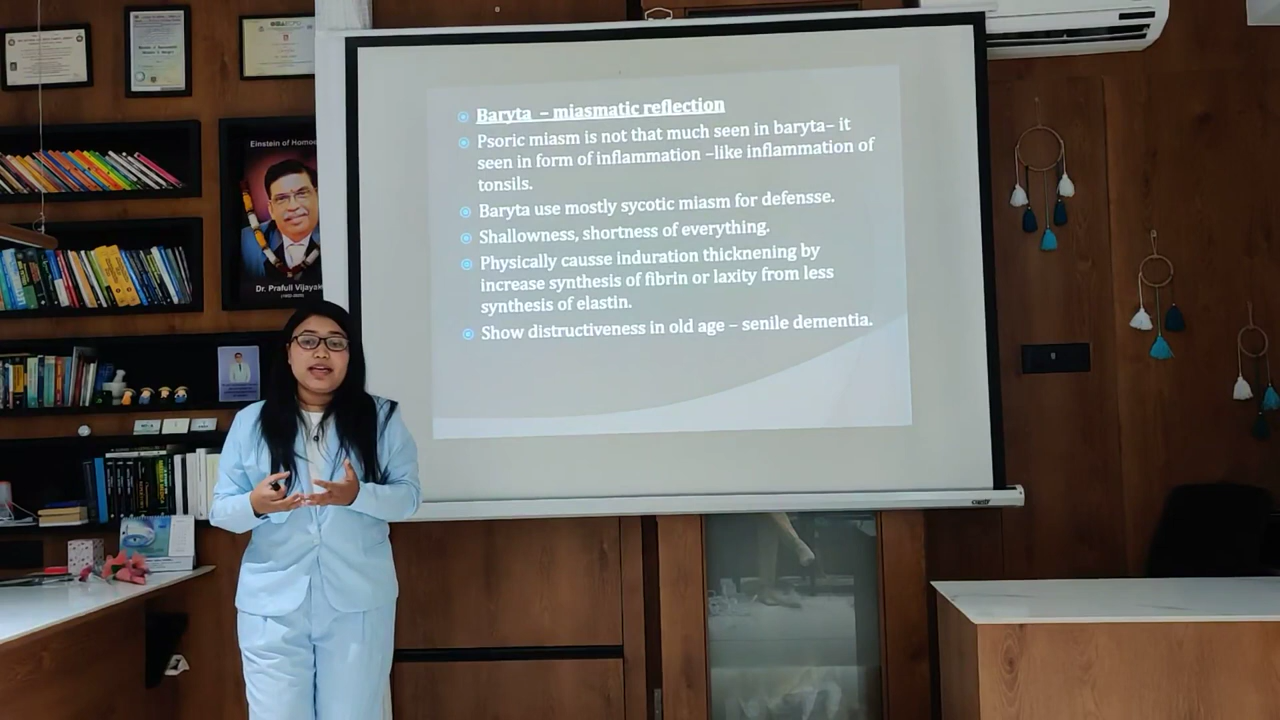 Einstein of Homoe
Dr. Prafull Vijayak
Baryta – miasmatic reflection
Psoric miasm is not that much seen in baryta– it
seen in form of inflammation –like inflammation of
tonsils.
Baryta use mostly sycotic miasm for defensse.
Shallowness, shortness of everything.
Physically causse induration thicknening by
increase synthesis of fibrin or laxity from less
synthesis of elastin.
Show distructiveness in old age – senile dementia.